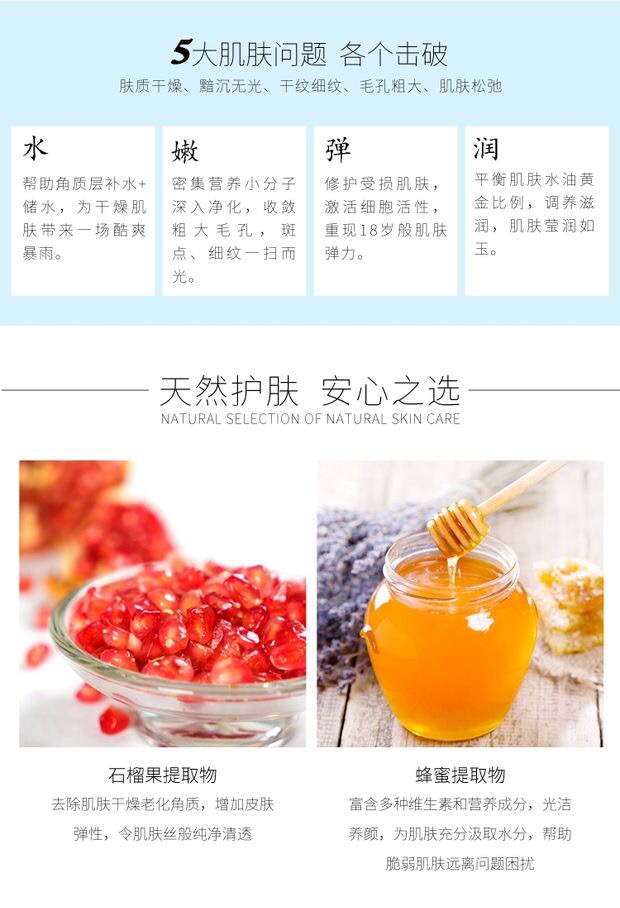 5大肌肤问题 各个击破
肤质干燥、黯沉无光、干纹细纹、毛孔粗大、肌肤松弛
水
帮助角质层补水+
储水，为干燥肌
肤带来一场酷爽
暴雨。
嫩
密集营养小分子
深入净化，收敛
粗大毛孔，斑
点、细纹一扫而
光。
弹
修护受损肌肤，
激活细胞活性，
重现18岁般肌肤
弹力。
润
平衡肌肤水油黄
金比例，调养滋
润，肌肤莹润如
玉。
天然护肤 安心之选
NATURAL SELECTION OF NATURAL SKIN CARE
石榴果提取物
去除肌肤干燥老化角质，增加皮肤
弹性，令肌肤丝般纯净清透
蜂蜜提取物
富含多种维生素和营养成分，光洁
养颜，为肌肤充分汲取水分，帮助
脆弱肌肤远离问题困扰